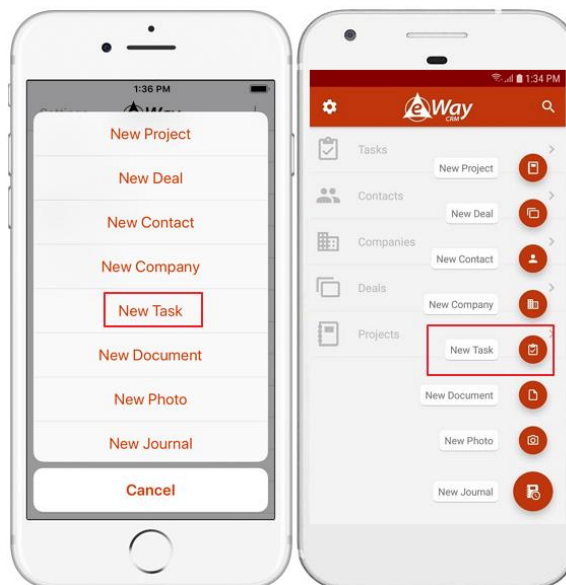 1:36 PM
New Project
New Deal
New Contact
New Company
New Task
New Document
New Photo
New Journal
Cancel
1:34 PM
eWay
CRM
Tasks
New Project
Contacts
New Deal
Companies
New Contact
Deals
New Company
Projects
New Task
New Document
New Photo
New Journal